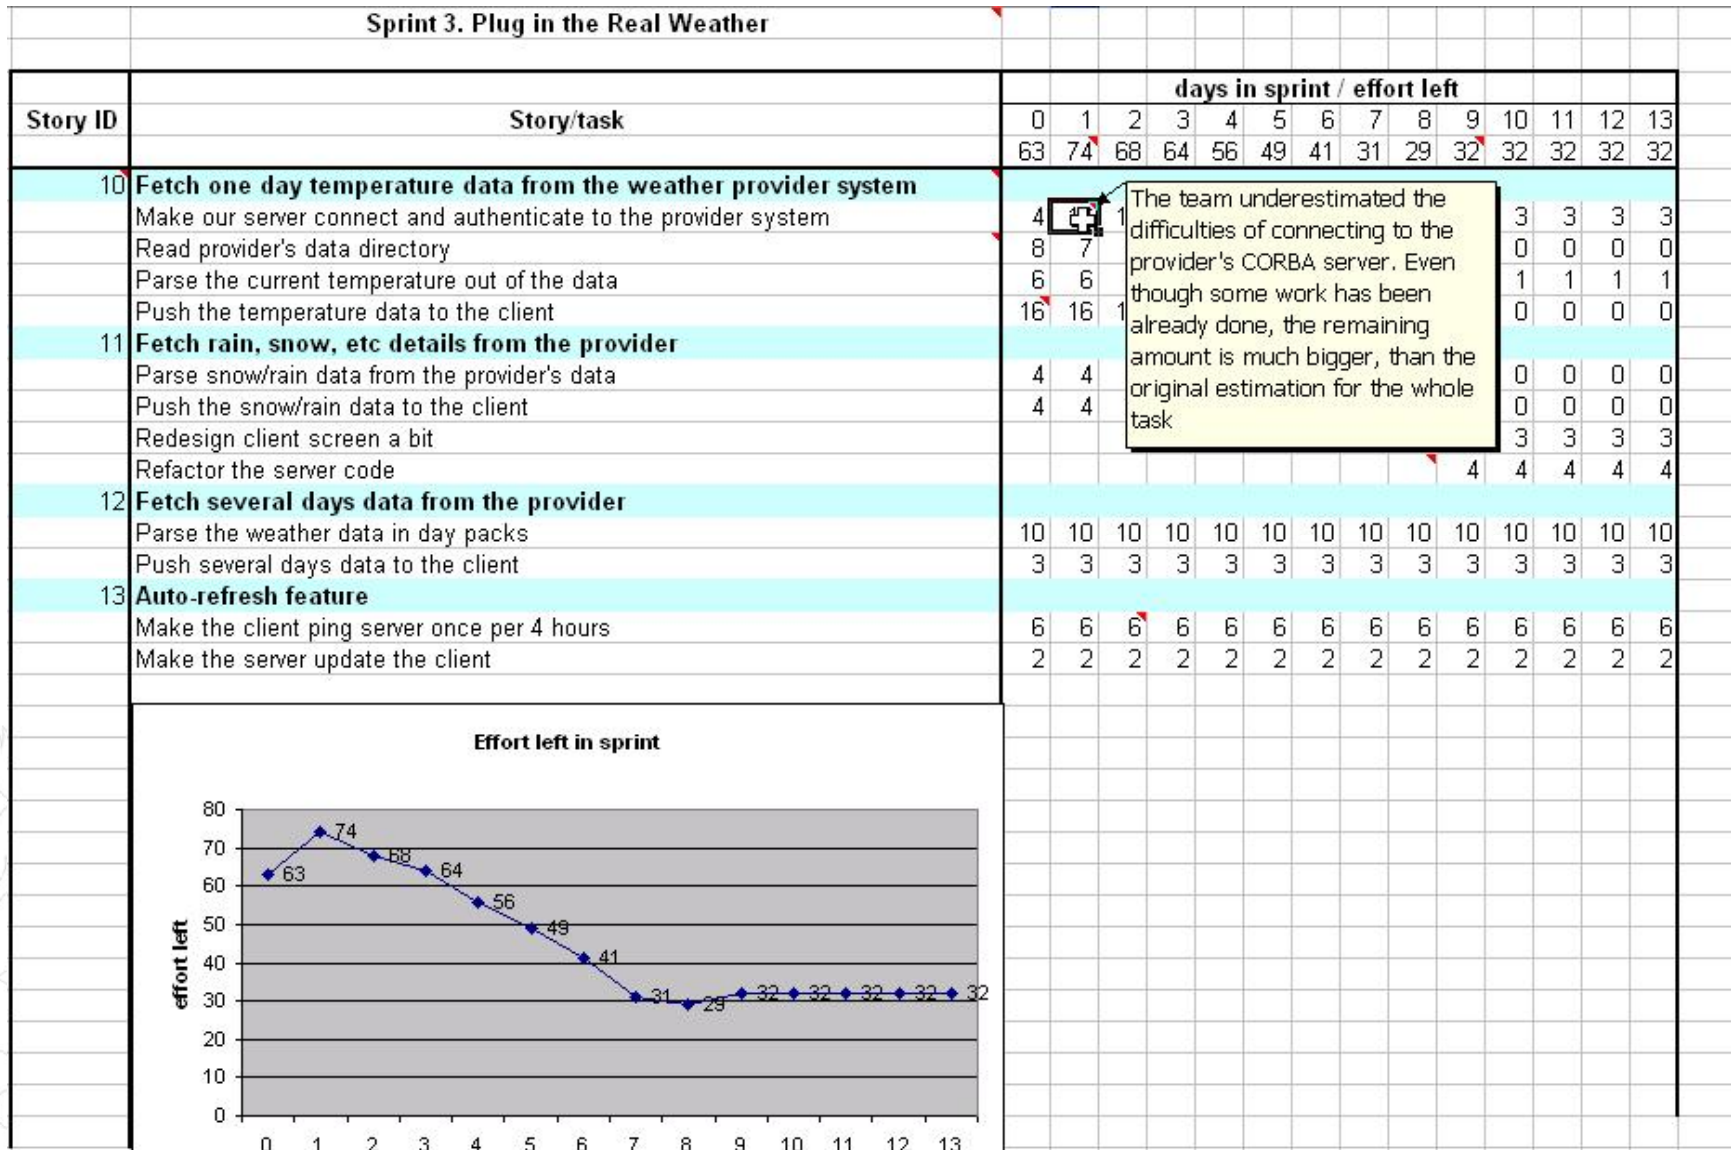 Sprint 3. Plug in the Real Weather
days in sprint / effort left
Story ID Story/task 0 1 2 3 4 5 6 7 8 9 10 11 12 13
63 74 68 64 56 49 41 31 29 32 32 32 32 32
10 Fetch one day temperature data from the weather provider system
Make our server connect and authenticate to the provider system 4 3 3 3 3
Read provider's data directory 8 7 0 0 0 0
Parse the current temperature out of the data 6 6 1 1 1 1
Push the temperature data to the client 16 16 0 0 0 0
11 Fetch rain, snow, etc details from the provider
Parse snow/rain data from the provider's data 4 4 0 0 0 0
Push the snow/rain data to the client 4 4 0 0 0 0
Redesign client screen a bit 3 3 3 3
Refactor the server code 4 4 4 4 4
The team underestimated the
difficulties of connecting to the
provider's CORBA server. Even
though some work has been
already done, the remaining
amount is much bigger, than the
original estimation for the whole
task
12 Fetch several days data from the provider
Parse the weather data in day packs 10 10 10 10 10 10 10 10 10 10 10 10 10 10
Push several days data to the client 3 3 3 3 3 3 3 3 3 3 3 3 3 3
13 Auto-refresh feature
Make the client ping server once per 4 hours 6 6 6 6 6 6 6 6 6 6 6 6 6 6
Make the server update the client 2 2 2 2 2 2 2 2 2 2 2 2 2 2
Effort left in sprint
effort left
80
70
60
50
40
30
20
10
0
63 74 68 64 56 49 41 31 29 32 32 32 32 32
0 1 2 3 4 5 6 7 8 9 10 11 12 13